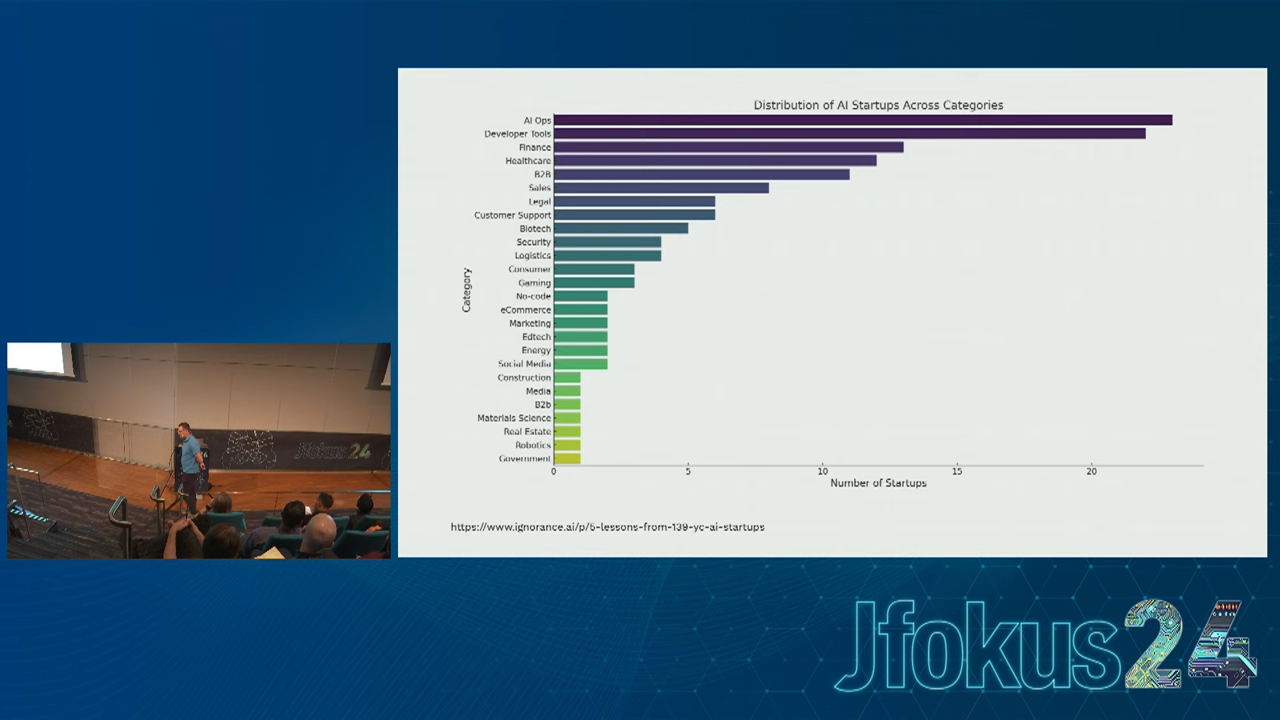 Distribution of AI Startups Across Categories
AI Ops
Developer Tools
Finance
Healthcare
B2B
Sales
Legal
Customer Support
Biotech
Security
Logistics
Consumer
Gaming
No-code
eCommerce
Marketing
Edtech
Energy
Social Media
Construction
Media
B2b
Materials Science
Real Estate
Robotics
Government
Category
0 5 10 15 20
Number of Startups
https://www.ignorance.ai/p/5-lessons-from-139-yc-ai-startups
Jfokus 24
Jfokus24